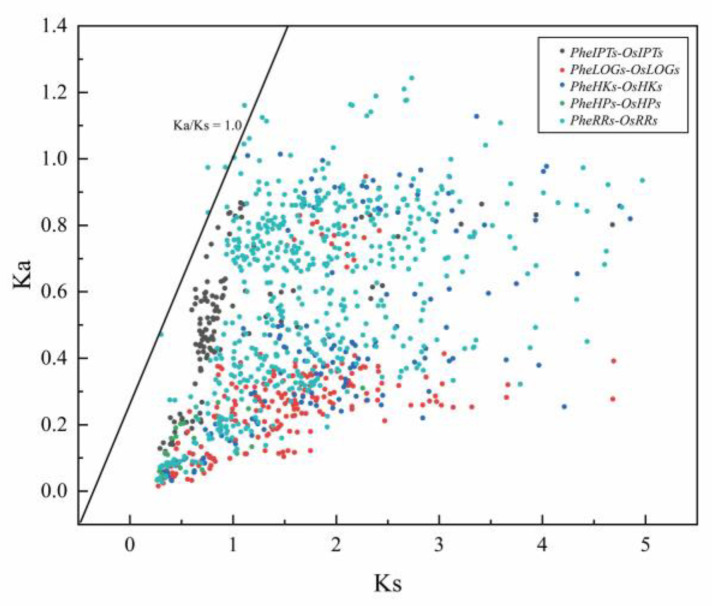 1.4
1.2
1.0
0.8
0.6
0.4
0.2
0.0
Ka
Ka/Ks = 1.0
PheIPTs-OsIPTs
PheLOGs-OsLOGs
PheHKs-OsHKs
PheHPs-OsHPs
PheRRs-OsRRs
0 1 2 3 4 5
Ks